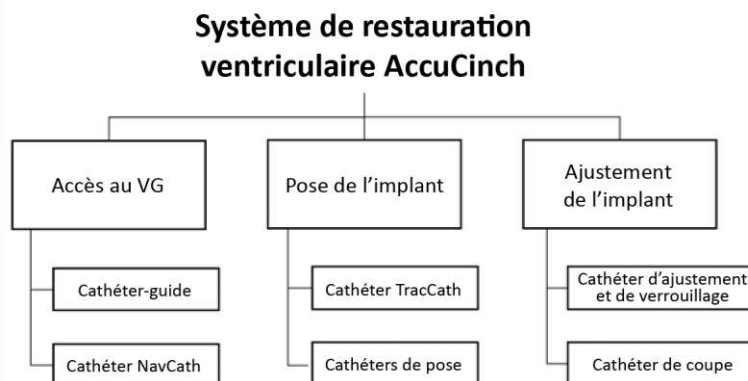 Système de restauration
ventriculaire AccuCinch
Accès au VG
Pose de l’implant
Ajustement
de l’implant
Cathéter-guide
Cathéter TracCath
Cathéter d’ajustement
et de verrouillage
Cathéter NavCath
Cathéters de pose
Cathéter de coupe